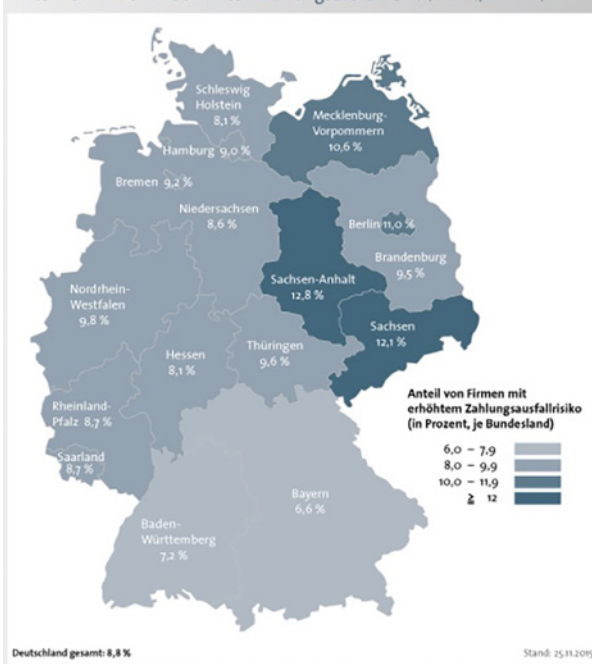 Schleswig
Holstein
8,1 %
Mecklenburg-
Vorpommern
10,6 %
Hamburg 9,0 %
Bremen 9,2 %
Niedersachsen
8,6 %
Berlin 11,0 %
Brandenburg
9,5 %
Sachsen-Anhalt
12,8 %
Nordrhein-
Westfalen
9,8 %
Sachsen
12,1 %
Hessen
8,1 %
Thüringen
9,6 %
Rheinland-
Pfalz 8,7 %
Saarland
8,7 %
Anteil von Firmen mit
erhöhtem Zahlungsausfallrisiko
(in Prozent, je Bundesland)
6,0 – 7,9
8,0 – 9,9
10,0 – 11,9
≥ 12
Bayern
6,6 %
Baden-
Württemberg
7,2 %
Deutschland gesamt: 8,8 %
Stand: 25.11.2015